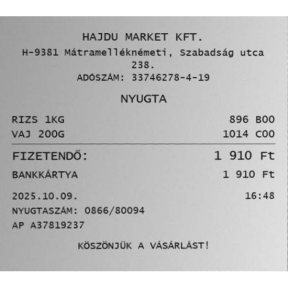 HAJDU MARKET KFT.
H-9381 Mátramelléknémeti, Szabadság utca
238.
ADÓSZÁM: 33746278-4-19
NYUGTA
RIZS 1KG 896 B00
VAJ 200G 1014 C00
FIZETENDŐ: 1 910 Ft
BANKKÁRTYA 1 910 Ft
2025.10.09. 16:48
NYUGTASZÁM: 0866/80094
AP A37819237
KÖSZÖNJÜK A VÁSÁRLÁST!